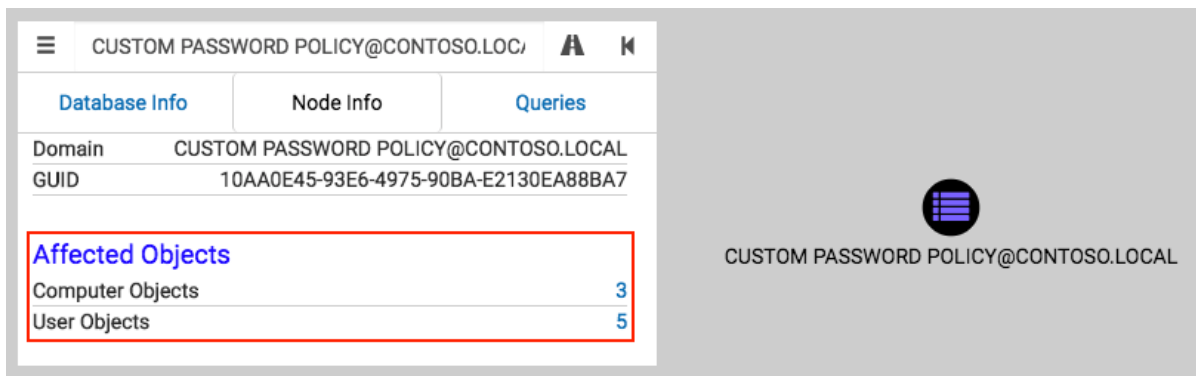 CUSTOM PASSWORD POLICY@CONTOSO.LOC
Database Info Node Info Queries
Domain CUSTOM PASSWORD POLICY@CONTOSO.LOCAL
GUID 10AA0E45-93E6-4975-90BA-E2130EA88BA7
Affected Objects
Computer Objects 3
User Objects 5
CUSTOM PASSWORD POLICY@CONTOSO.LOCAL